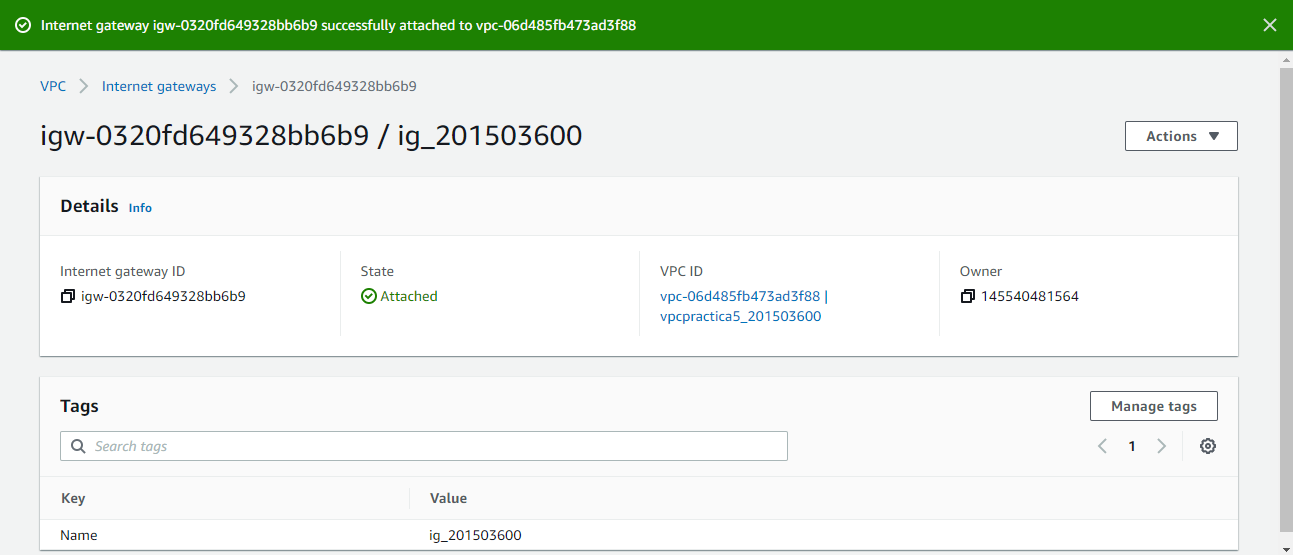 Internet gateway igw-0320fd649328bb6b9 successfully attached to vpc-06d485fb473ad3f88
VPC
Internet gateways
igw-0320fd649328bb6b9
igw-0320fd649328bb6b9 / ig_201503600
Actions
Details
Info
Internet gateway ID
igw-0320fd649328bb6b9
State
Attached
VPC ID
vpc-06d485fb473ad3f88 |
vpcpractica5_201503600
Owner
145540481564
Tags
Manage tags
Search tags
1
Key
Value
Name
ig_201503600